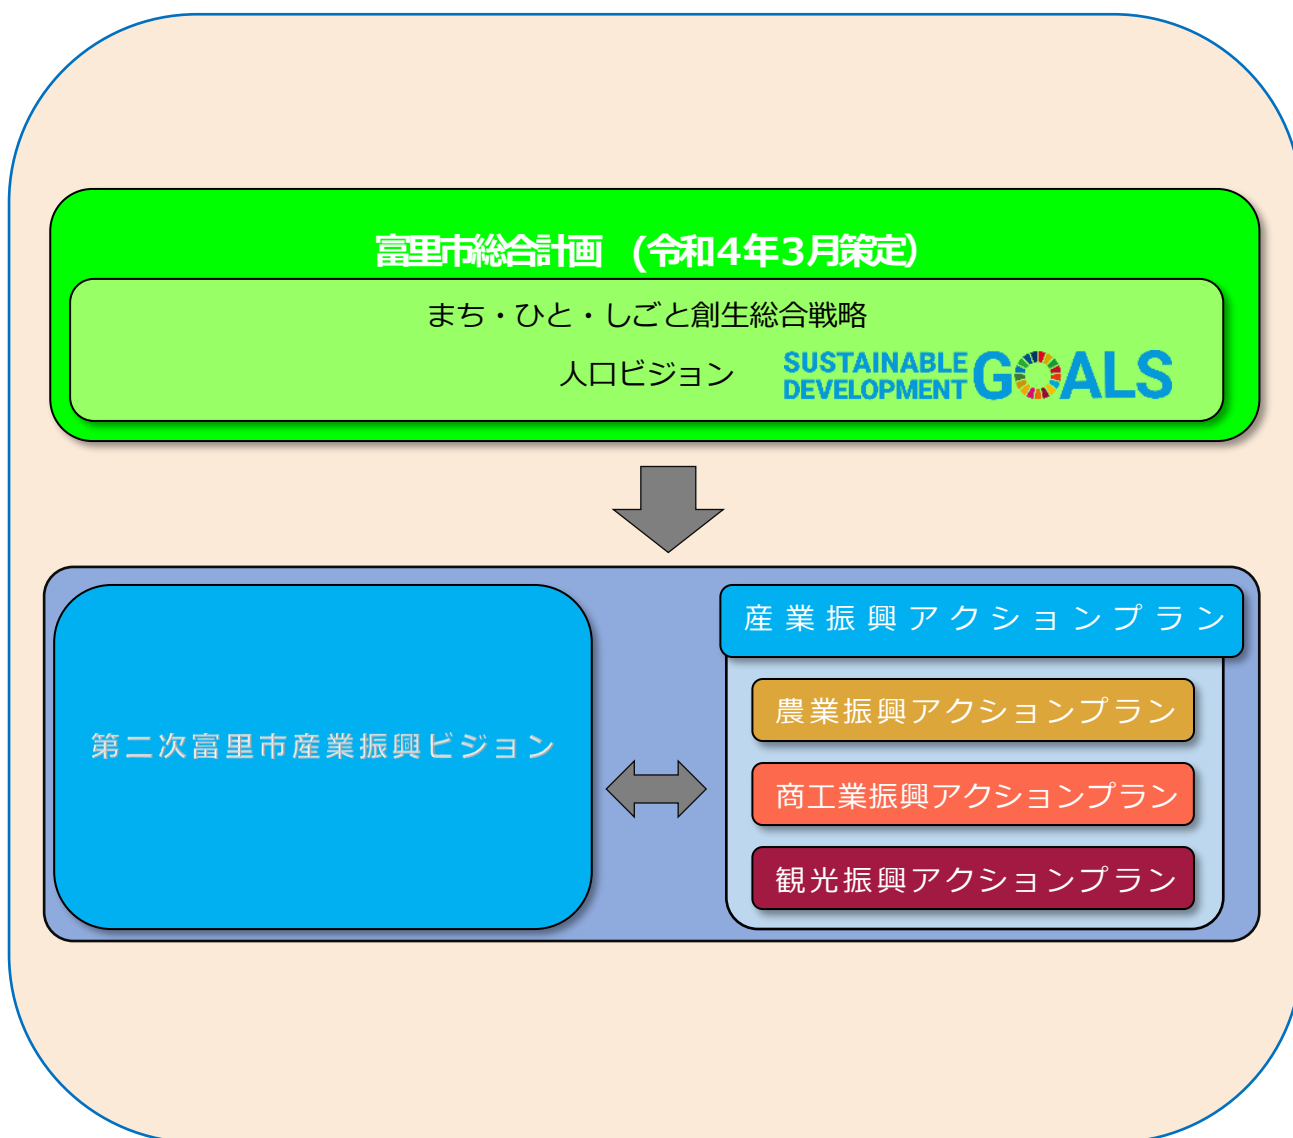 富里市総合計画 (令和4年3月策定)
まち・ひと・しごと創生総合戦略
人口ビジョン
SUSTAINABLE
DEVELOPMENT
GOALS
第二次富里市産業振興ビジョン
産業振興アクションプラン
農業振興アクションプラン
商工業振興アクションプラン
観光振興アクションプラン